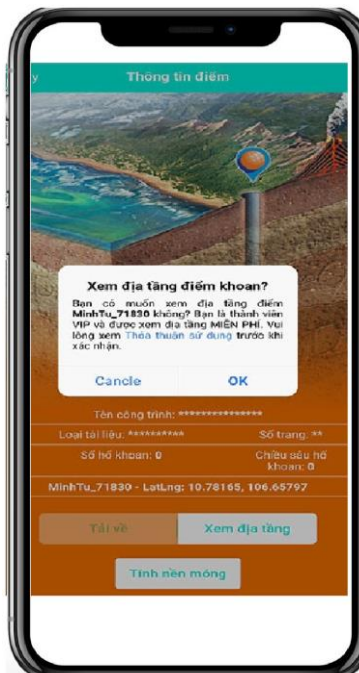 y
Thông tin điểm
Xem địa tầng điểm khoan?
Bạn có muốn xem địa tầng điểm
MinhTu_71830 không? Bạn là thành viên
VIP và được xem địa tầng MIỄN PHÍ. Vui
lòng xem Thỏa thuận sử dụng trước khi
xác nhận.
Cancle
OK
Tên công trình: ***************
Loại tài liệu: **********
Số trang: **
Số hố khoan: 0
Chiều sâu hố
khoan: 0
MinhTu_71830 - LatLng: 10.78165, 106.65797
Tải về
Xem địa tầng
Tính nền móng